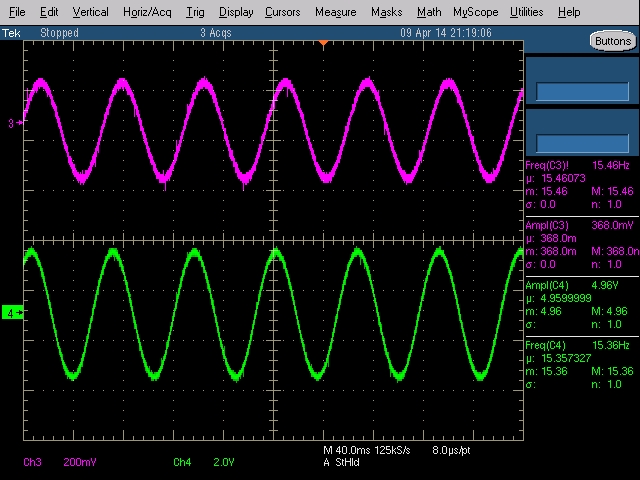 File Edit Vertical Horiz/Acq Trig Display Cursors Measure Masks Math MyScope Utilities Help
Tek Stopped 3 Acqs 09 Apr 14 21:19:06
Buttons
3
4
Freq(C3)! 15.46Hz
µ: 15.46073
m: 15.46 M: 15.46
σ: 0.0 n: 1.0
Ampl(C3) 368.0mV
µ: 368.0m
m: 368.0m M: 368.0m
σ: 0.0 n: 1.0
Ampl(C4) 4.96V
µ: 4.9599999
m: 4.96 M: 4.96
σ: n: 1.0
Freq(C4) 15.36Hz
µ: 15.357327
m: 15.36 M: 15.36
σ: n: 1.0
Ch3 200mV Ch4 2.0V M 40.0ms 125kS/s 8.0µs/pt
A StHld